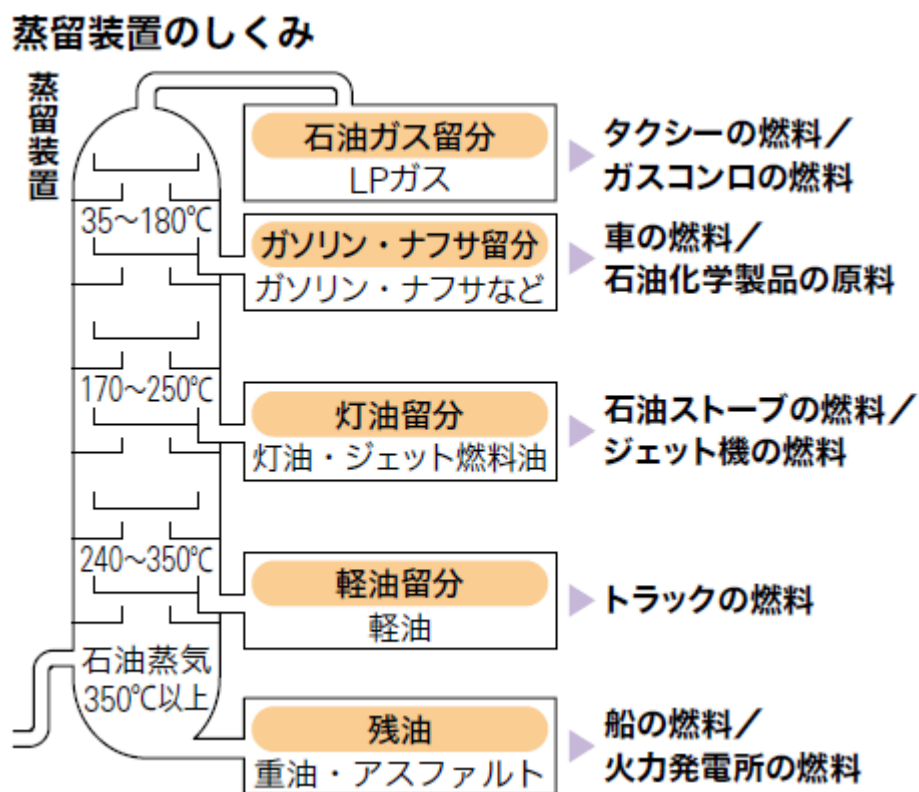 蒸留装置のしくみ
蒸留装置
石油ガス留分
LPガス
タクシーの燃料／
ガスコンロの燃料
35～180℃
ガソリン・ナフサ留分
ガソリン・ナフサなど
車の燃料／
石油化学製品の原料
170～250℃
灯油留分
灯油・ジェット燃料油
石油ストーブの燃料／
ジェット機の燃料
240～350℃
軽油留分
軽油
トラックの燃料
石油蒸気
350℃以上
残油
重油・アスファルト
船の燃料／
火力発電所の燃料